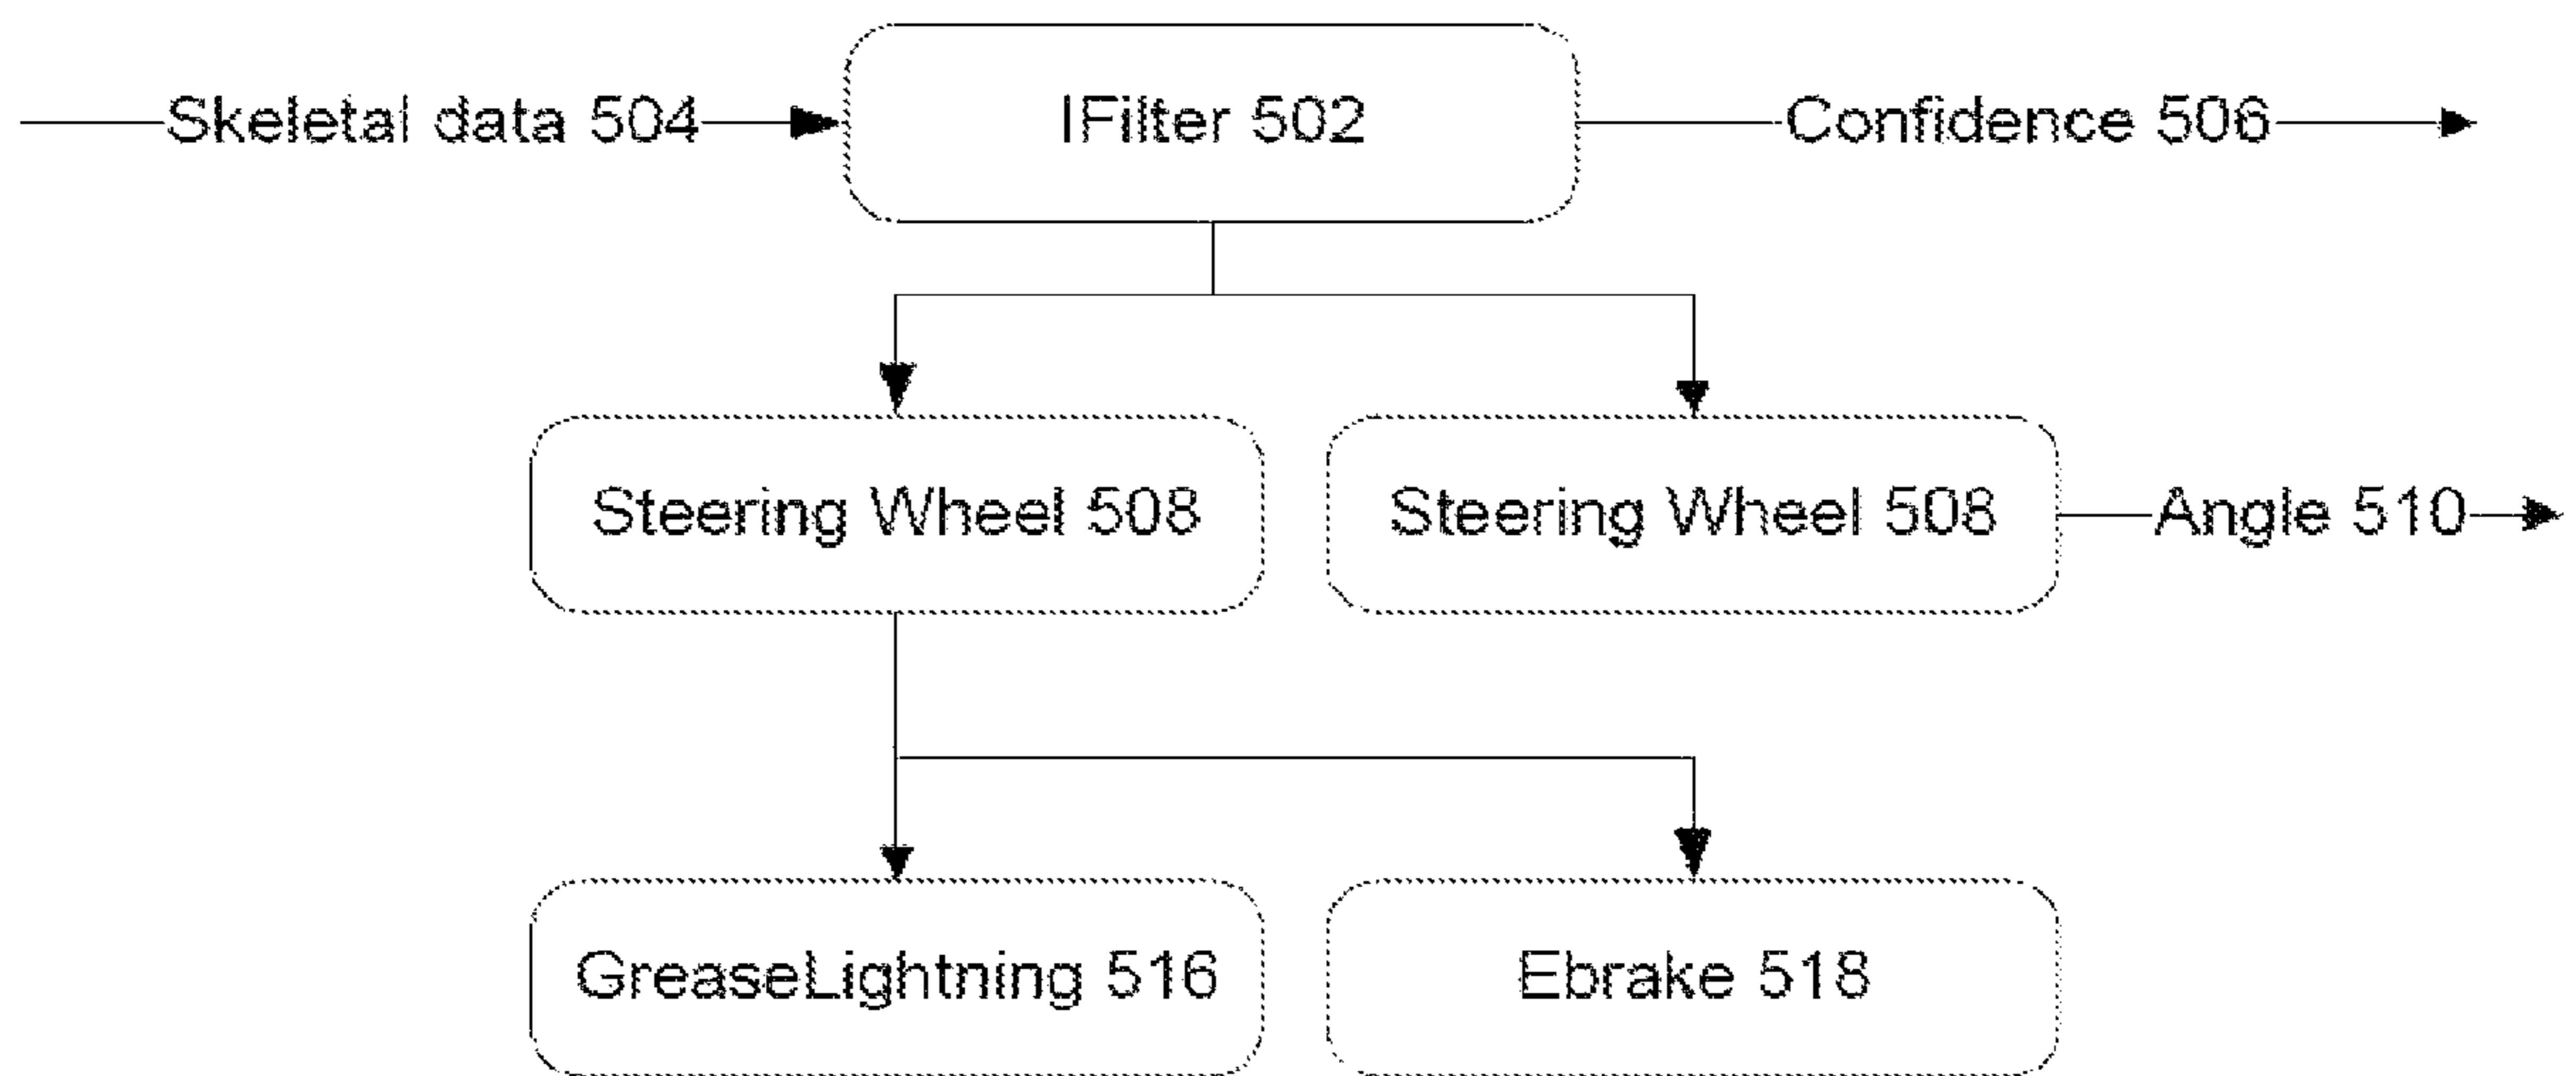 Skeletal data 504
IFilter 502
Confidence 506
Steering Wheel 508
Steering Wheel 508
Angle 510
GreaseLightning 516
Ebrake 518